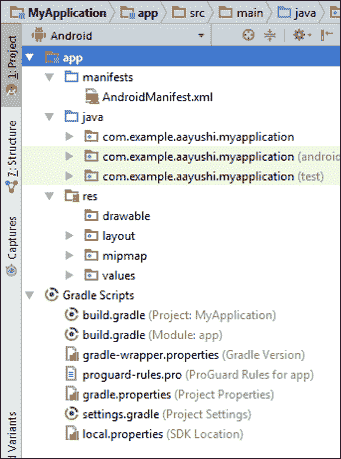 MyApplication app src main java
Android
app
manifests
AndroidManifest.xml
java
com.example.aayushi.myapplication
com.example.aayushi.myapplication (android
com.example.aayushi.myapplication (test)
res
drawable
layout
mipmap
values
Gradle Scripts
build.gradle (Project: MyApplication)
build.gradle (Module: app)
gradle-wrapper.properties (Gradle Version)
proguard-rules.pro (ProGuard Rules for app)
gradle.properties (Project Properties)
settings.gradle (Project Settings)
local.properties (SDK Location)
1: Project
7: Structure
Captures
d Variants